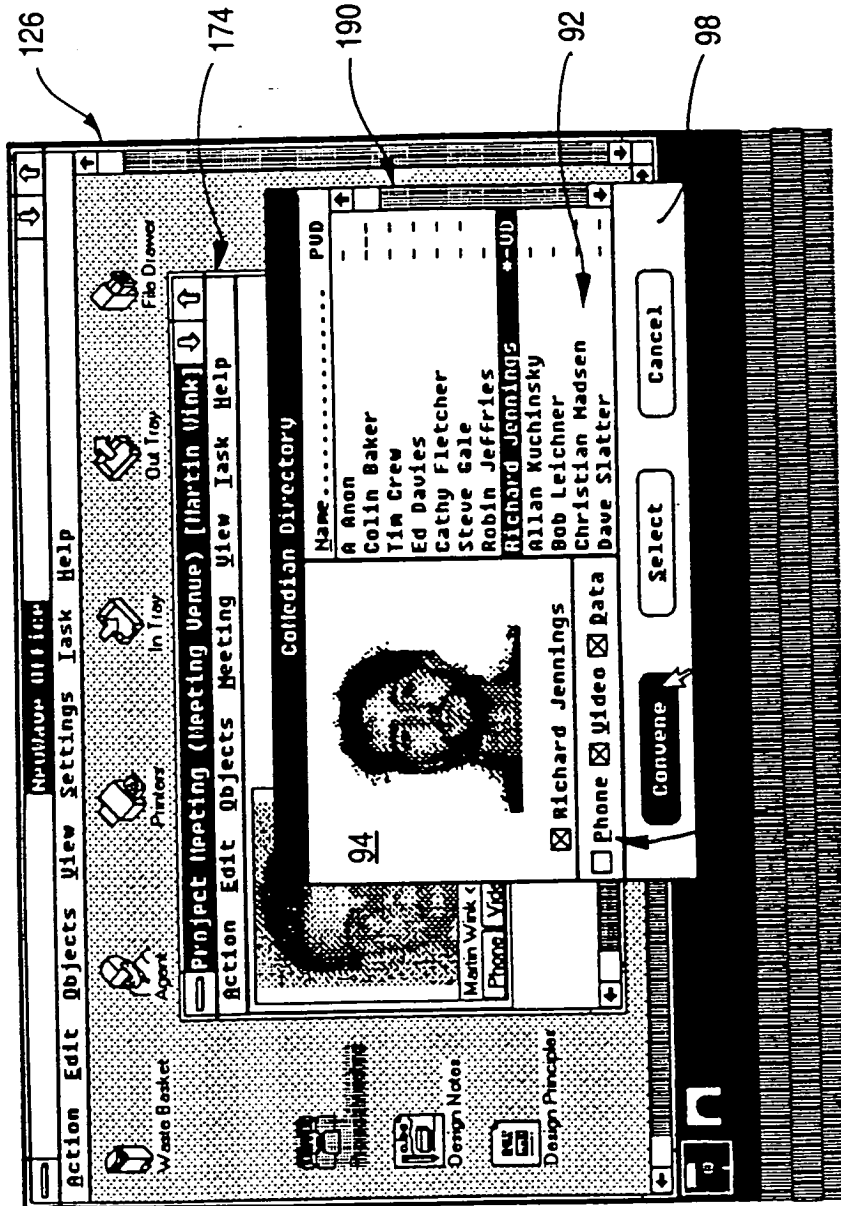 NewWave Office
Action Edit Objects View Settings Task Help
Waste Basket
Agent
Printers
In Tray
Out Tray
File Drawer
Design Notes
Design Principles
Project Meeting (Meeting Venue) [Martin Wink]
Action Edit Objects Meeting View Task Help
Martin Wink <
Phone Vid
Collodian Directory
94
Richard Jennings
Phone Video Data
Name................... PVD
A Anon - -
Colin Baker ---
Tim Crew - -
Ed Davies - -
Cathy Fletcher - -
Steve Gale - -
Robin Jeffries -
Richard Jennings *-UD
Allan Kuchinsky -
Bob Leichner -
Christian Madsen - -
Dave Slatter - -
Convene
Select
Cancel
126
174
190
92
98